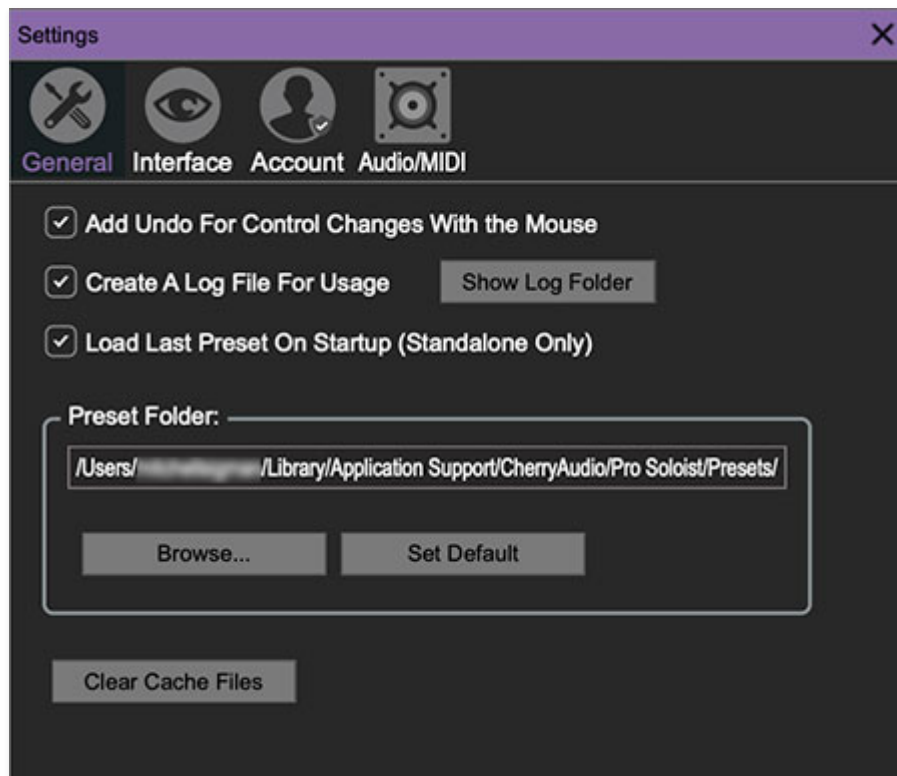 Settings
General Interface Account Audio/MIDI
Add Undo For Control Changes With the Mouse
Create A Log File For Usage Show Log Folder
Load Last Preset On Startup (Standalone Only)
Preset Folder:
/Users/ /Library/Application Support/CherryAudio/Pro Soloist/Presets/
Browse... Set Default
Clear Cache Files